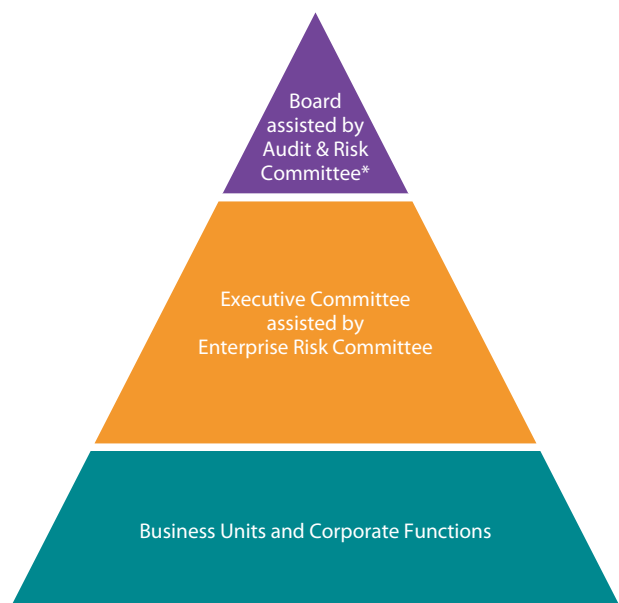 Board
assisted by
Audit & Risk
Committee*
Executive Committee
assisted by
Enterprise Risk Committee
Business Units and Corporate Functions